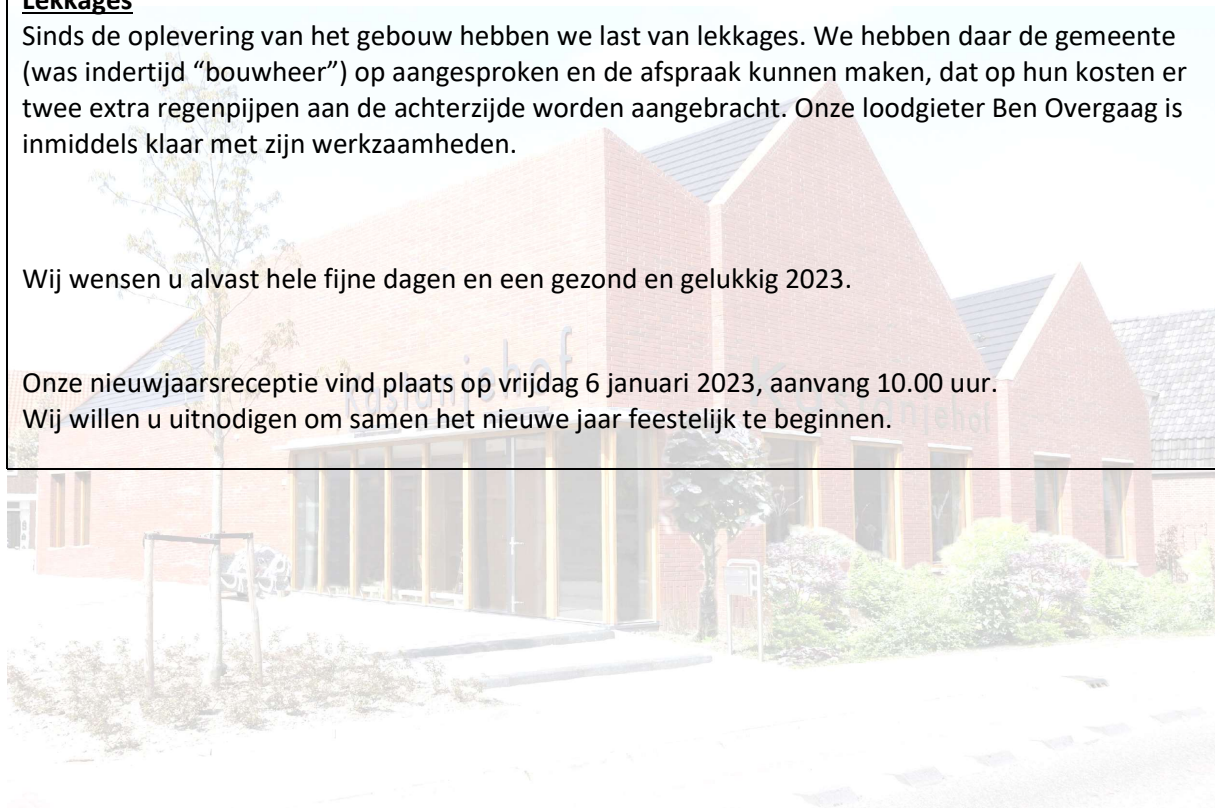 Lekkages
Sinds de oplevering van het gebouw hebben we last van lekkages. We hebben daar de gemeente
(was indertijd “bouwheer”) op aangesproken en de afspraak kunnen maken, dat op hun kosten er
twee extra regenpijpen aan de achterzijde worden aangebracht. Onze loodgieter Ben Overgaag is
inmiddels klaar met zijn werkzaamheden.
Wij wensen u alvast hele fijne dagen en een gezond en gelukkig 2023.
Kastanjehof
Kastanjehof
Onze nieuwjaarsreceptie vind plaats op vrijdag 6 januari 2023, aanvang 10.00 uur.
Wij willen u uitnodigen om samen het nieuwe jaar feestelijk te beginnen.